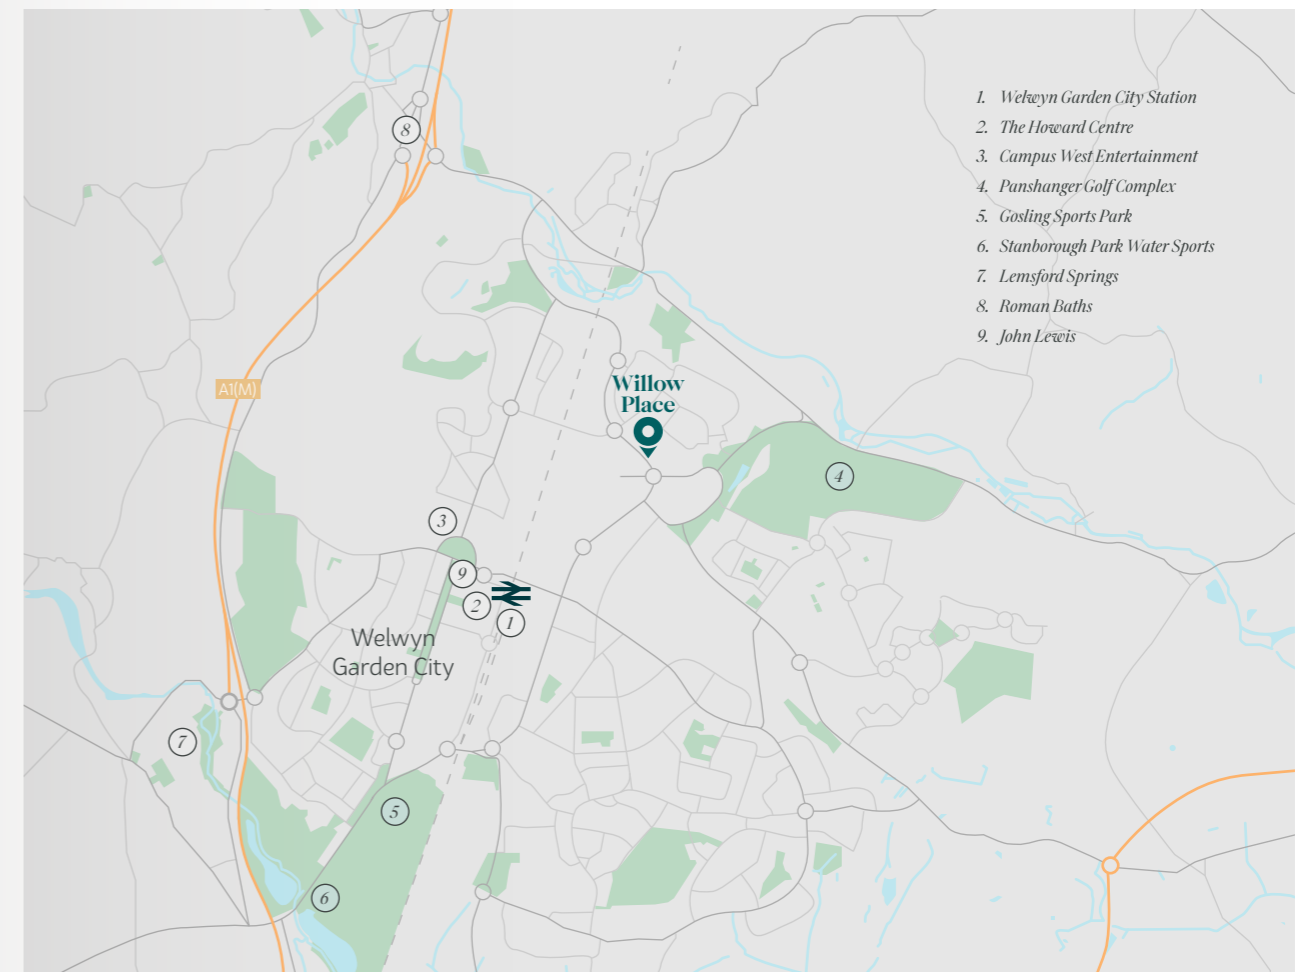 1. Welwyn Garden City Station
2. The Howard Centre
3. Campus West Entertainment
4. Panshanger Golf Complex
5. Gosling Sports Park
6. Stanborough Park Water Sports
7. Lemsford Springs
8. Roman Baths
9. John Lewis
8
A1(M)
Willow
Place
4
3
9
2
1
Welwyn
Garden City
7
5
6